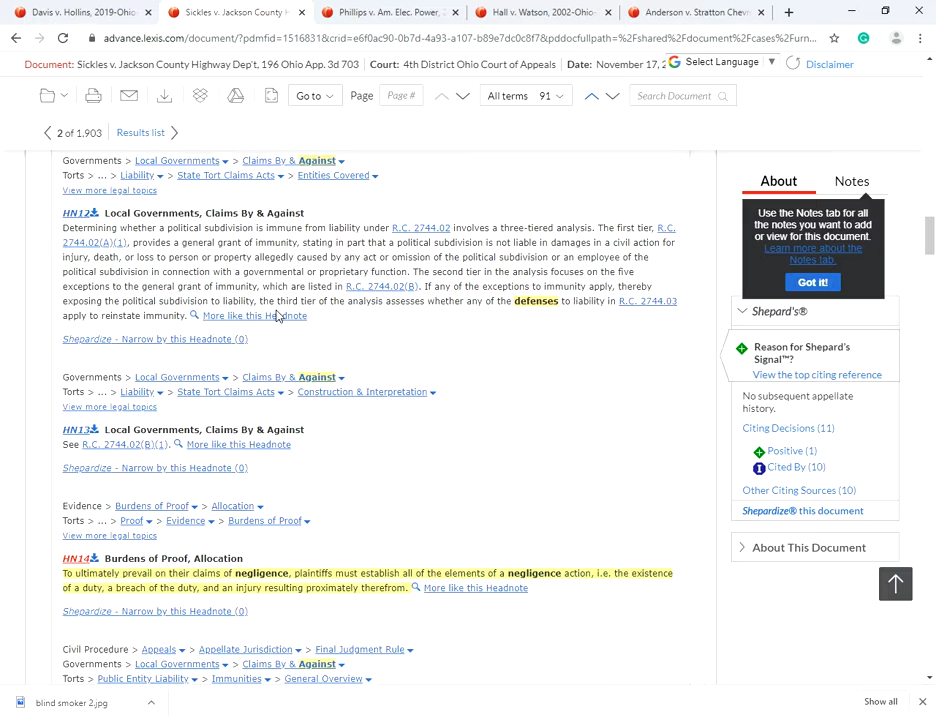 Davis v. Hollins, 2019-Ohio-
Sickles v. Jackson County H
Phillips v. Am. Elec. Power, 2
Hall v. Watson, 2002-Ohio-
Anderson v. Stratton Chevr
advance.lexis.com/document/?pdmfid=1516831&crid=e6f0ac90-0b7d-4a93-a107-b89e7dc0c8f7&pddocfullpath=%2Fshared%2Fdocument%2Fcases%2Furn...
Document: Sickles v. Jackson County Highway Dep't, 196 Ohio App. 3d 703 Court: 4th District Ohio Court of Appeals Date: November 17, 2
Select Language
Disclaimer
Go to
Page
Page #
All terms 91
Search Document
2 of 1,903
Results list
Governments > Local Governments > Claims By & Against
Torts > ... > Liability > State Tort Claims Acts > Entities Covered
View more legal topics
HN12 Local Governments, Claims By & Against
Determining whether a political subdivision is immune from liability under R.C. 2744.02 involves a three-tiered analysis. The first tier, R.C.
2744.02(A)(1), provides a general grant of immunity, stating in part that a political subdivision is not liable in damages in a civil action for
injury, death, or loss to person or property allegedly caused by any act or omission of the political subdivision or an employee of the
political subdivision in connection with a governmental or proprietary function. The second tier in the analysis focuses on the five
exceptions to the general grant of immunity, which are listed in R.C. 2744.02(B). If any of the exceptions to immunity apply, thereby
exposing the political subdivision to liability, the third tier of the analysis assesses whether any of the defenses to liability in R.C. 2744.03
apply to reinstate immunity. More like this Headnote
Shepardize - Narrow by this Headnote (0)
Governments > Local Governments > Claims By & Against
Torts > ... > Liability > State Tort Claims Acts > Construction & Interpretation
View more legal topics
HN13 Local Governments, Claims By & Against
See R.C. 2744.02(B)(1). More like this Headnote
Shepardize - Narrow by this Headnote (0)
Evidence > Burdens of Proof > Allocation
Torts > ... > Proof > Evidence > Burdens of Proof
View more legal topics
HN14 Burdens of Proof, Allocation
To ultimately prevail on their claims of negligence, plaintiffs must establish all of the elements of a negligence action, i.e. the existence
of a duty, a breach of the duty, and an injury resulting proximately therefrom. More like this Headnote
Shepardize - Narrow by this Headnote (0)
Civil Procedure > Appeals > Appellate Jurisdiction > Final Judgment Rule
Governments > Local Governments > Claims By & Against
Torts > Public Entity Liability > Immunities > General Overview
About
Notes
Use the Notes tab for all
the notes you want to add
or view for this document.
Learn more about the
Notes tab.
Got it!
Shepard's®
Reason for Shepard's
Signal™?
View the top citing reference
No subsequent appellate
history.
Citing Decisions (11)
Positive (1)
Cited By (10)
Other Citing Sources (10)
Shepardize® this document
About This Document
blind smoker 2.jpg
Show all